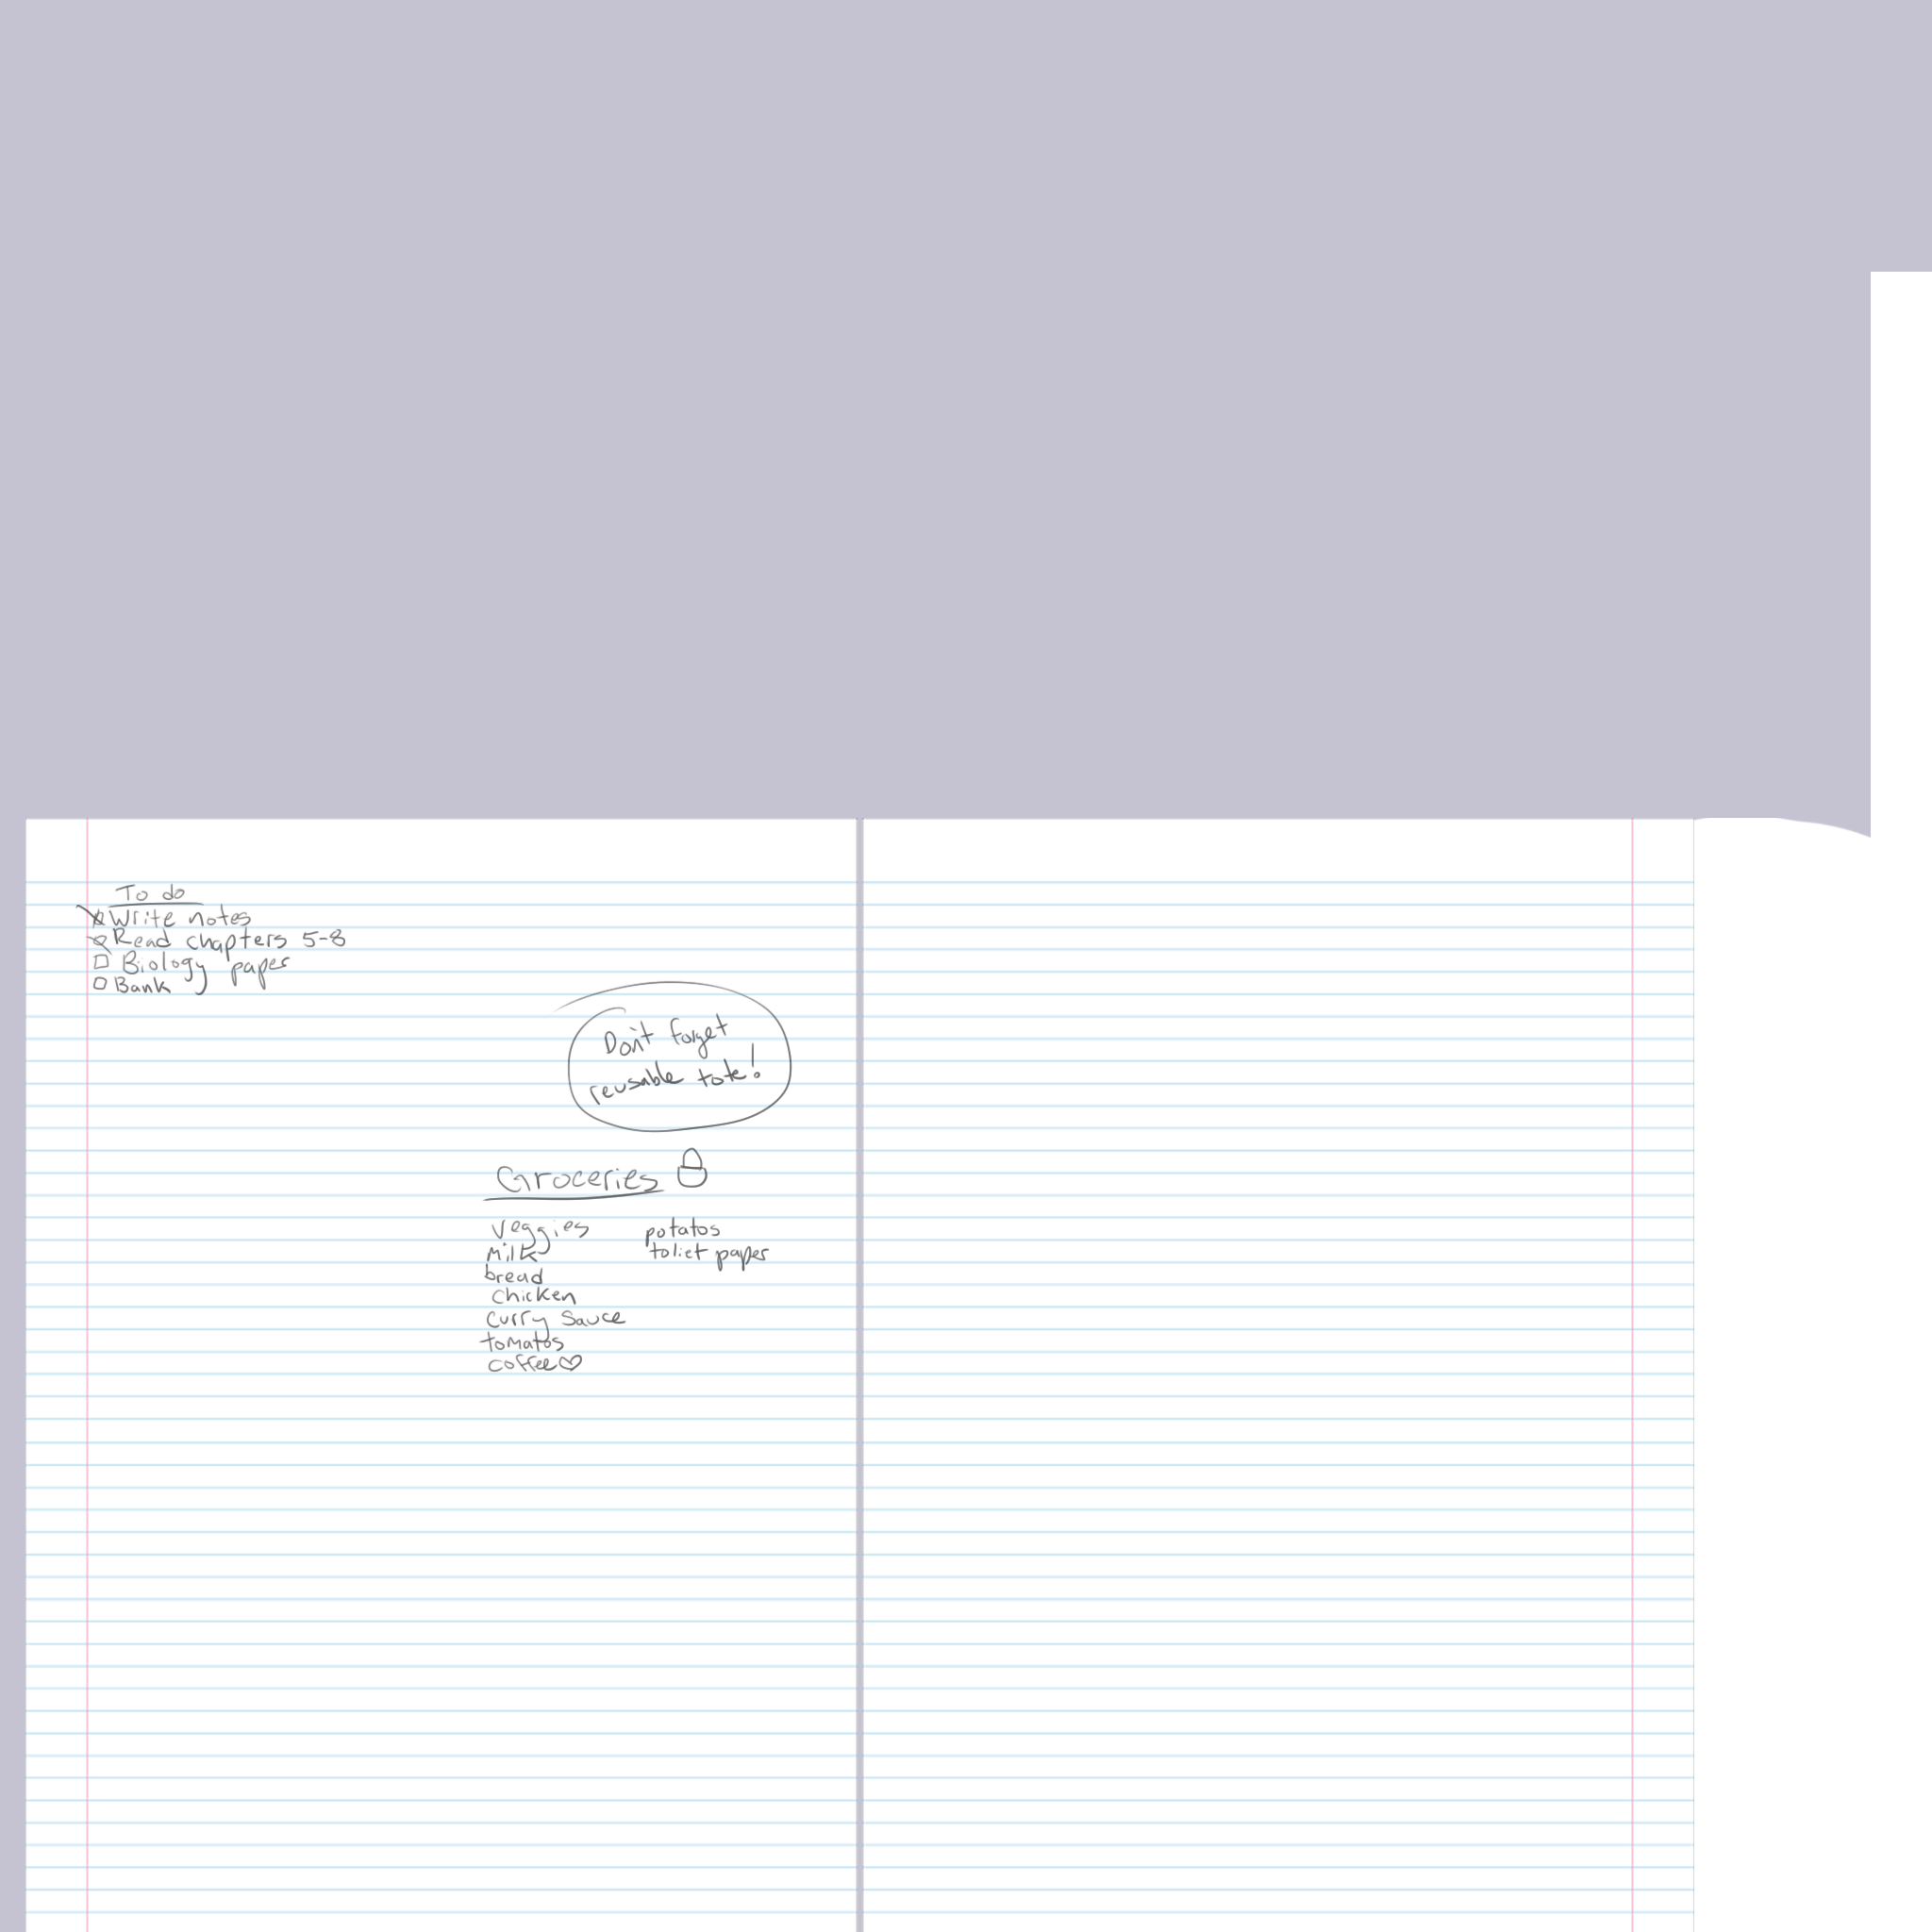 To do
Write notes
Read chapters 5-8
Biology paper
Bank
Don't forget
reusable tote!
Groceries
veggies
milk
bread
chicken
curry sauce
tomatos
coffee
potatos
toliet paper